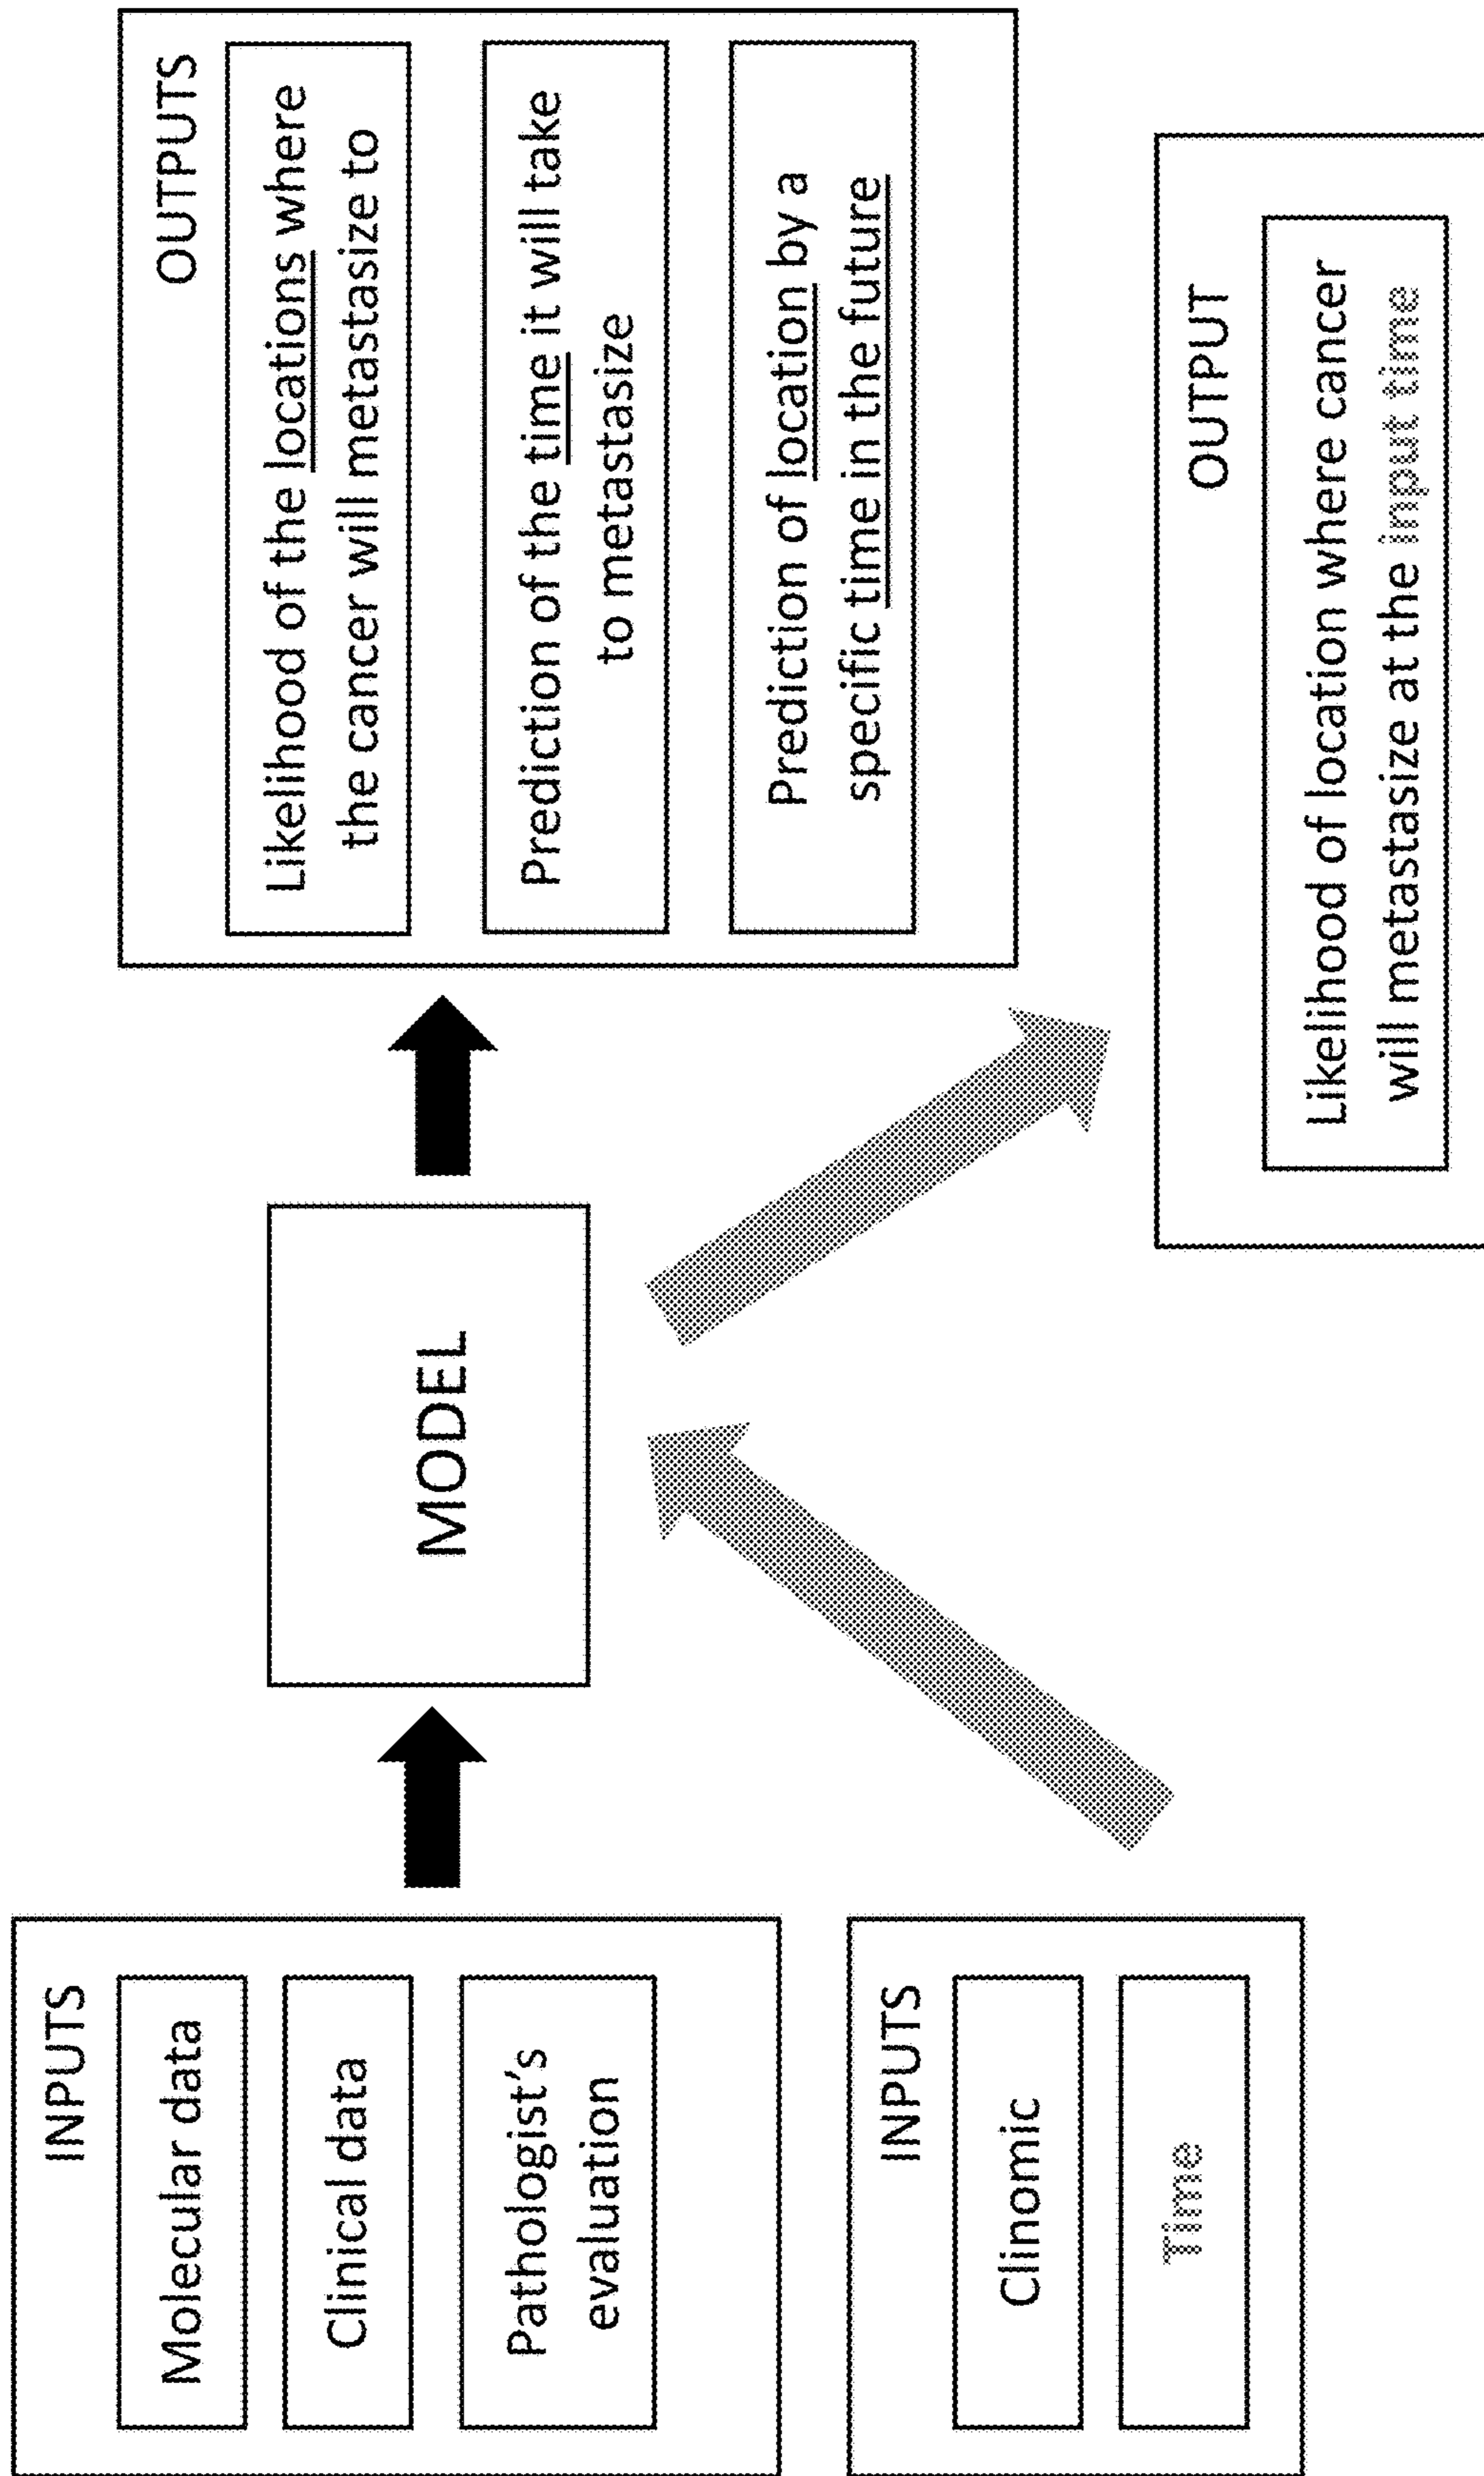 INPUTS
Molecular data
Clinical data
Pathologist's
evaluation
INPUTS
Clinomic
Time
MODEL
OUTPUTS
Likelihood of the locations where
the cancer will metastasize to
Prediction of the time it will take
to metastasize
Prediction of location by a
specific time in the future
OUTPUT
Likelihood of location where cancer
will metastasize at the input time